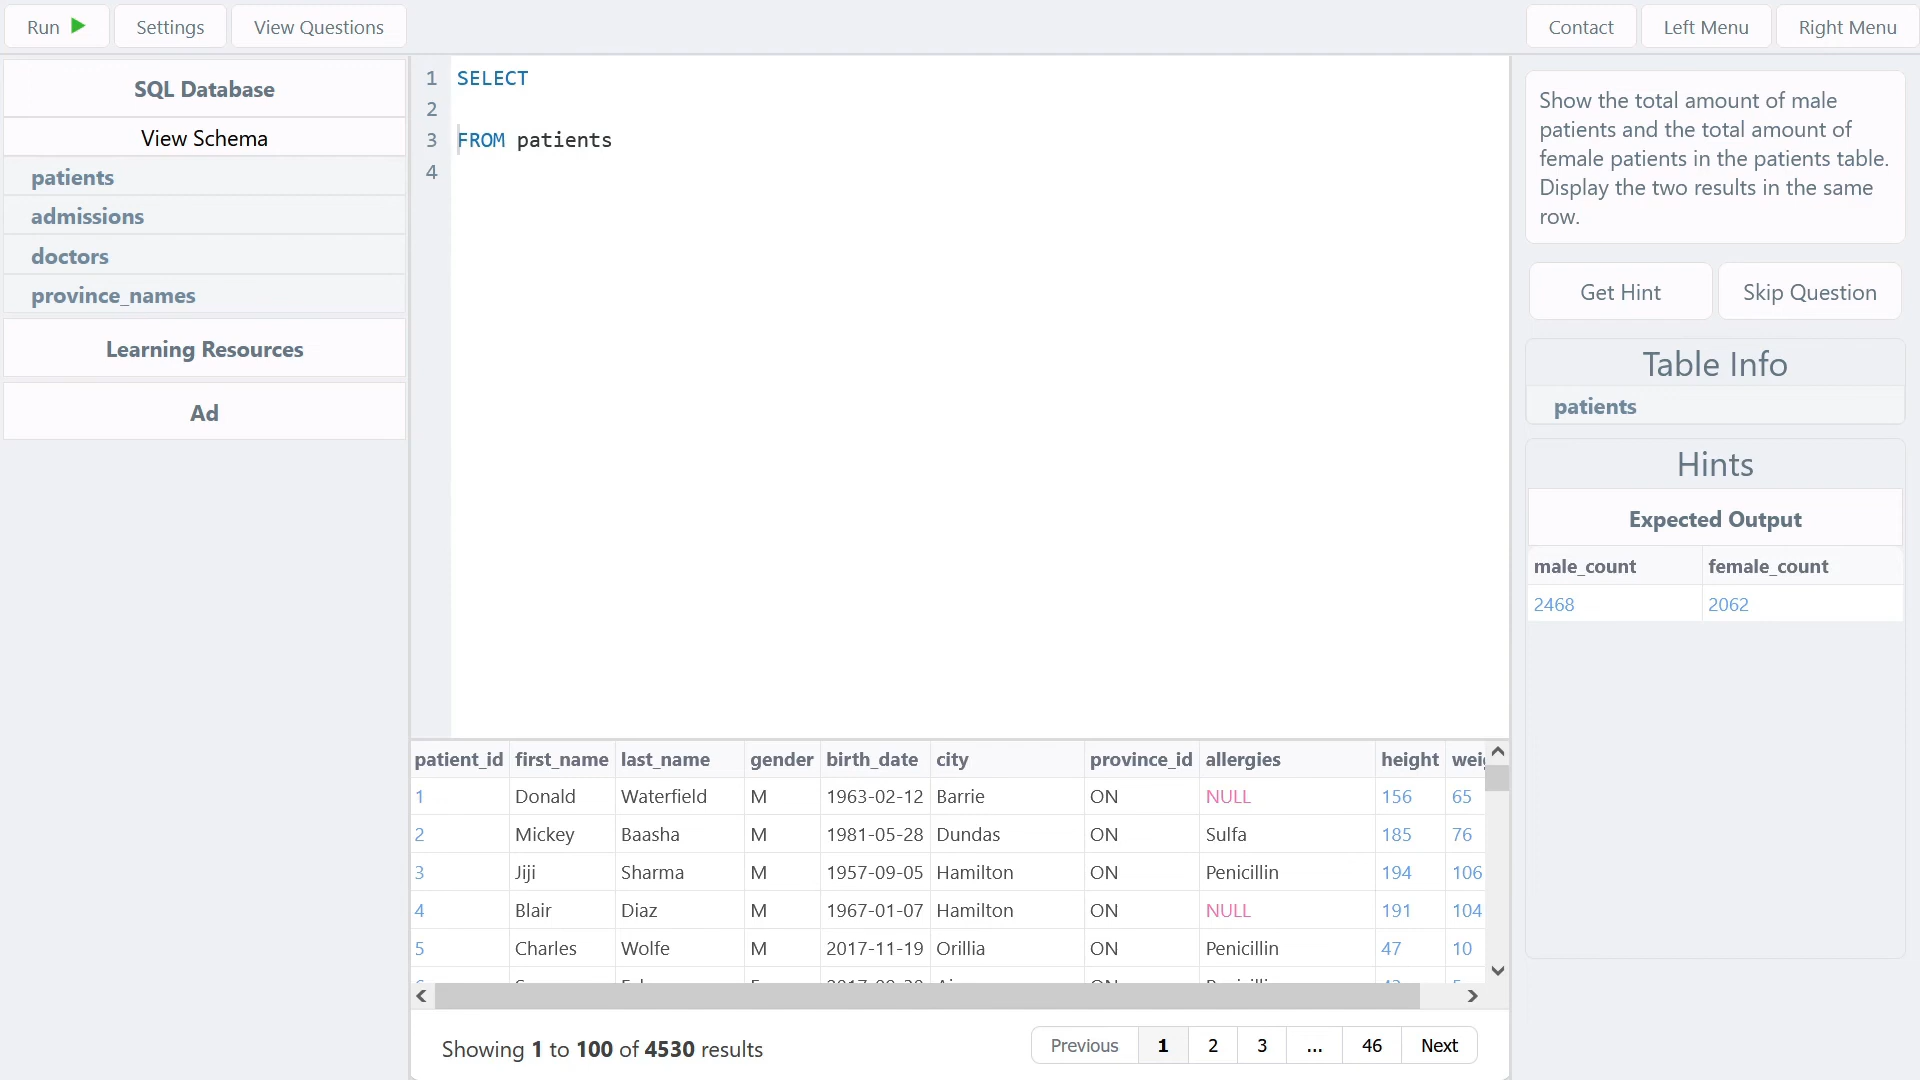 Run
Settings
View Questions
Contact
Left Menu
Right Menu
SQL Database
View Schema
patients
admissions
doctors
province_names
Learning Resources
Ad
1 SELECT
2
3 FROM patients
4
Show the total amount of male
patients and the total amount of
female patients in the patients table.
Display the two results in the same
row.
Get Hint
Skip Question
Table Info
patients
Hints
Expected Output
male_count female_count
2468 2062
patient_id first_name last_name gender birth_date city province_id allergies height
1 Donald Waterfield M 1963-02-12 Barrie ON NULL 156 65
2 Mickey Baasha M 1981-05-28 Dundas ON Sulfa 185 76
3 Jiji Sharma M 1957-09-05 Hamilton ON Penicillin 194 106
4 Blair Diaz M 1967-01-07 Hamilton ON NULL 191 104
5 Charles Wolfe M 2017-11-19 Orillia ON Penicillin 47 10
Showing 1 to 100 of 4530 results
Previous 1 2 3 ... 46 Next